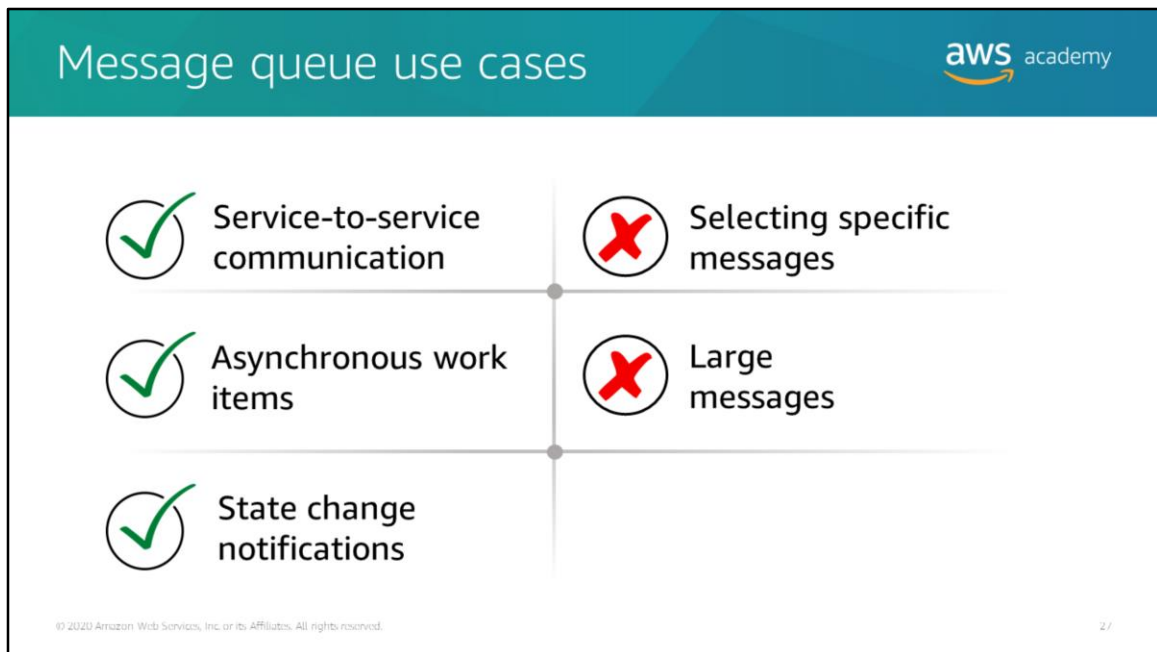 Message queue use cases
aws academy
Service-to-service
communication
Selecting specific
messages
Asynchronous work
items
Large
messages
State change
notifications
© 2020 Amazon Web Services, Inc. or its Affiliates. All rights reserved.
27